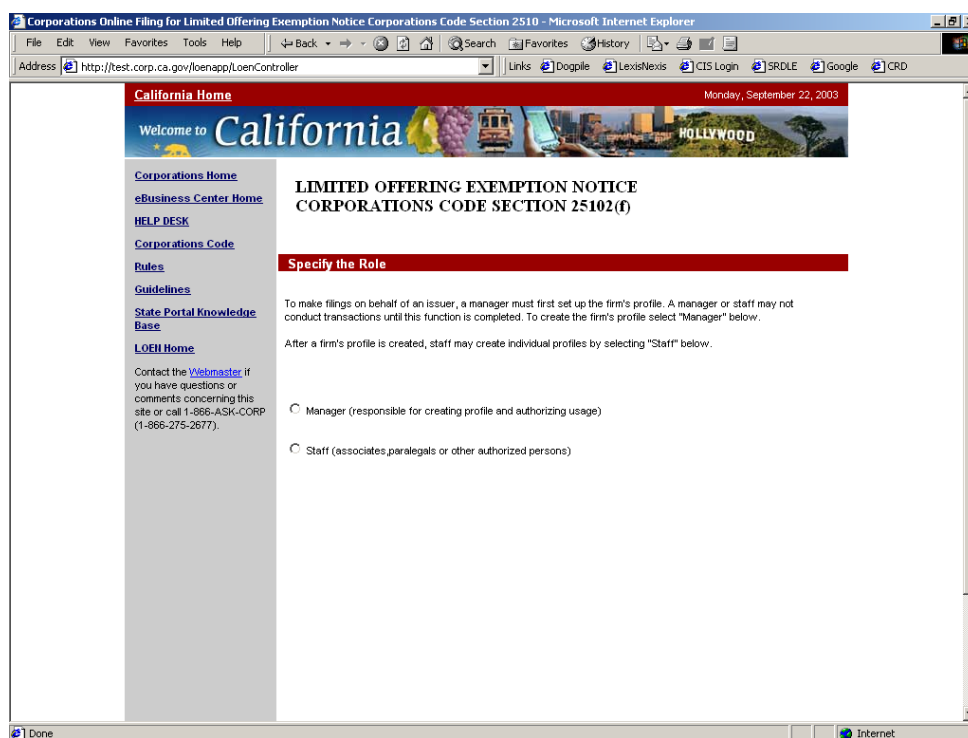 Corporations Online Filing for Limited Offering Exemption Notice Corporations Code Section 2510 - Microsoft Internet Explorer
File Edit View Favorites Tools Help Back Search Favorites History
Address http://test.corp.ca.gov/loenapp/LoenController Links Dogpile LexisNexis CIS Login SRDLE Google CRD
California Home Monday, September 22, 2003
Welcome to California HOLLYWOOD
Corporations Home
eBusiness Center Home
HELP DESK
Corporations Code
Rules
Guidelines
State Portal Knowledge
Base
LOEN Home
Contact the Webmaster if
you have questions or
comments concerning this
site or call 1-866-ASK-CORP
(1-866-275-2677).
LIMITED OFFERING EXEMPTION NOTICE
CORPORATIONS CODE SECTION 25102(f)
Specify the Role
To make filings on behalf of an issuer, a manager must first set up the firm's profile. A manager or staff may not
conduct transactions until this function is completed. To create the firm's profile select "Manager" below.
After a firm's profile is created, staff may create individual profiles by selecting "Staff" below.
Manager (responsible for creating profile and authorizing usage)
Staff (associates,paralegals or other authorized persons)
Done Internet